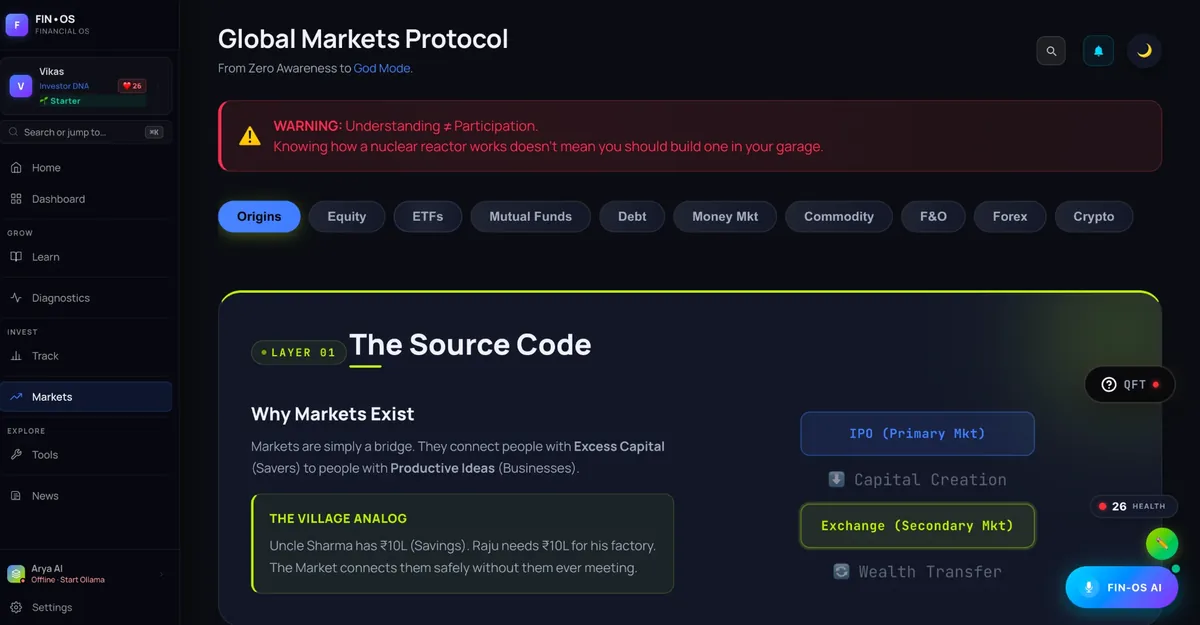 F
FIN•OS
FINANCIAL OS
V
Vikas
Investor DNA
26
Starter
Search or jump to...
⌘K
Home
Dashboard
GROW
Learn
Diagnostics
INVEST
Track
Markets
EXPLORE
Tools
News
Arya AI
Offline · Start Ollama
Settings
Global Markets Protocol
From Zero Awareness to God Mode.
WARNING: Understanding ≠ Participation.
Knowing how a nuclear reactor works doesn't mean you should build one in your garage.
Origins
Equity
ETFs
Mutual Funds
Debt
Money Mkt
Commodity
F&O
Forex
Crypto
LAYER 01
The Source Code
Why Markets Exist
Markets are simply a bridge. They connect people with Excess Capital
(Savers) to people with Productive Ideas (Businesses).
THE VILLAGE ANALOG
Uncle Sharma has ₹10L (Savings). Raju needs ₹10L for his factory.
The Market connects them safely without them ever meeting.
IPO (Primary Mkt)
Capital Creation
Exchange (Secondary Mkt)
Wealth Transfer
? QFT
26 HEALTH
FIN-OS AI